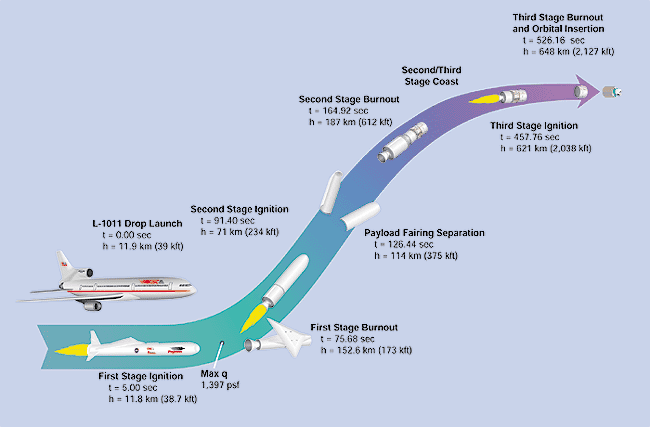 Third Stage Burnout
and Orbital Insertion
t = 526.16 sec
h = 648 km (2,127 kft)
Second/Third
Stage Coast
Second Stage Burnout
t = 164.92 sec
h = 187 km (612 kft)
Third Stage Ignition
t = 457.76 sec
h = 621 km (2,038 kft)
Second Stage Ignition
t = 91.40 sec
h = 71 km (234 kft)
L-1011 Drop Launch
t = 0.00 sec
h = 11.9 km (39 kft)
Payload Fairing Separation
t = 126.44 sec
h = 114 km (375 kft)
First Stage Burnout
t = 75.68 sec
h = 152.6 km (173 kft)
Max q
1,397 psf
First Stage Ignition
t = 5.00 sec
h = 11.8 km (38.7 kft)